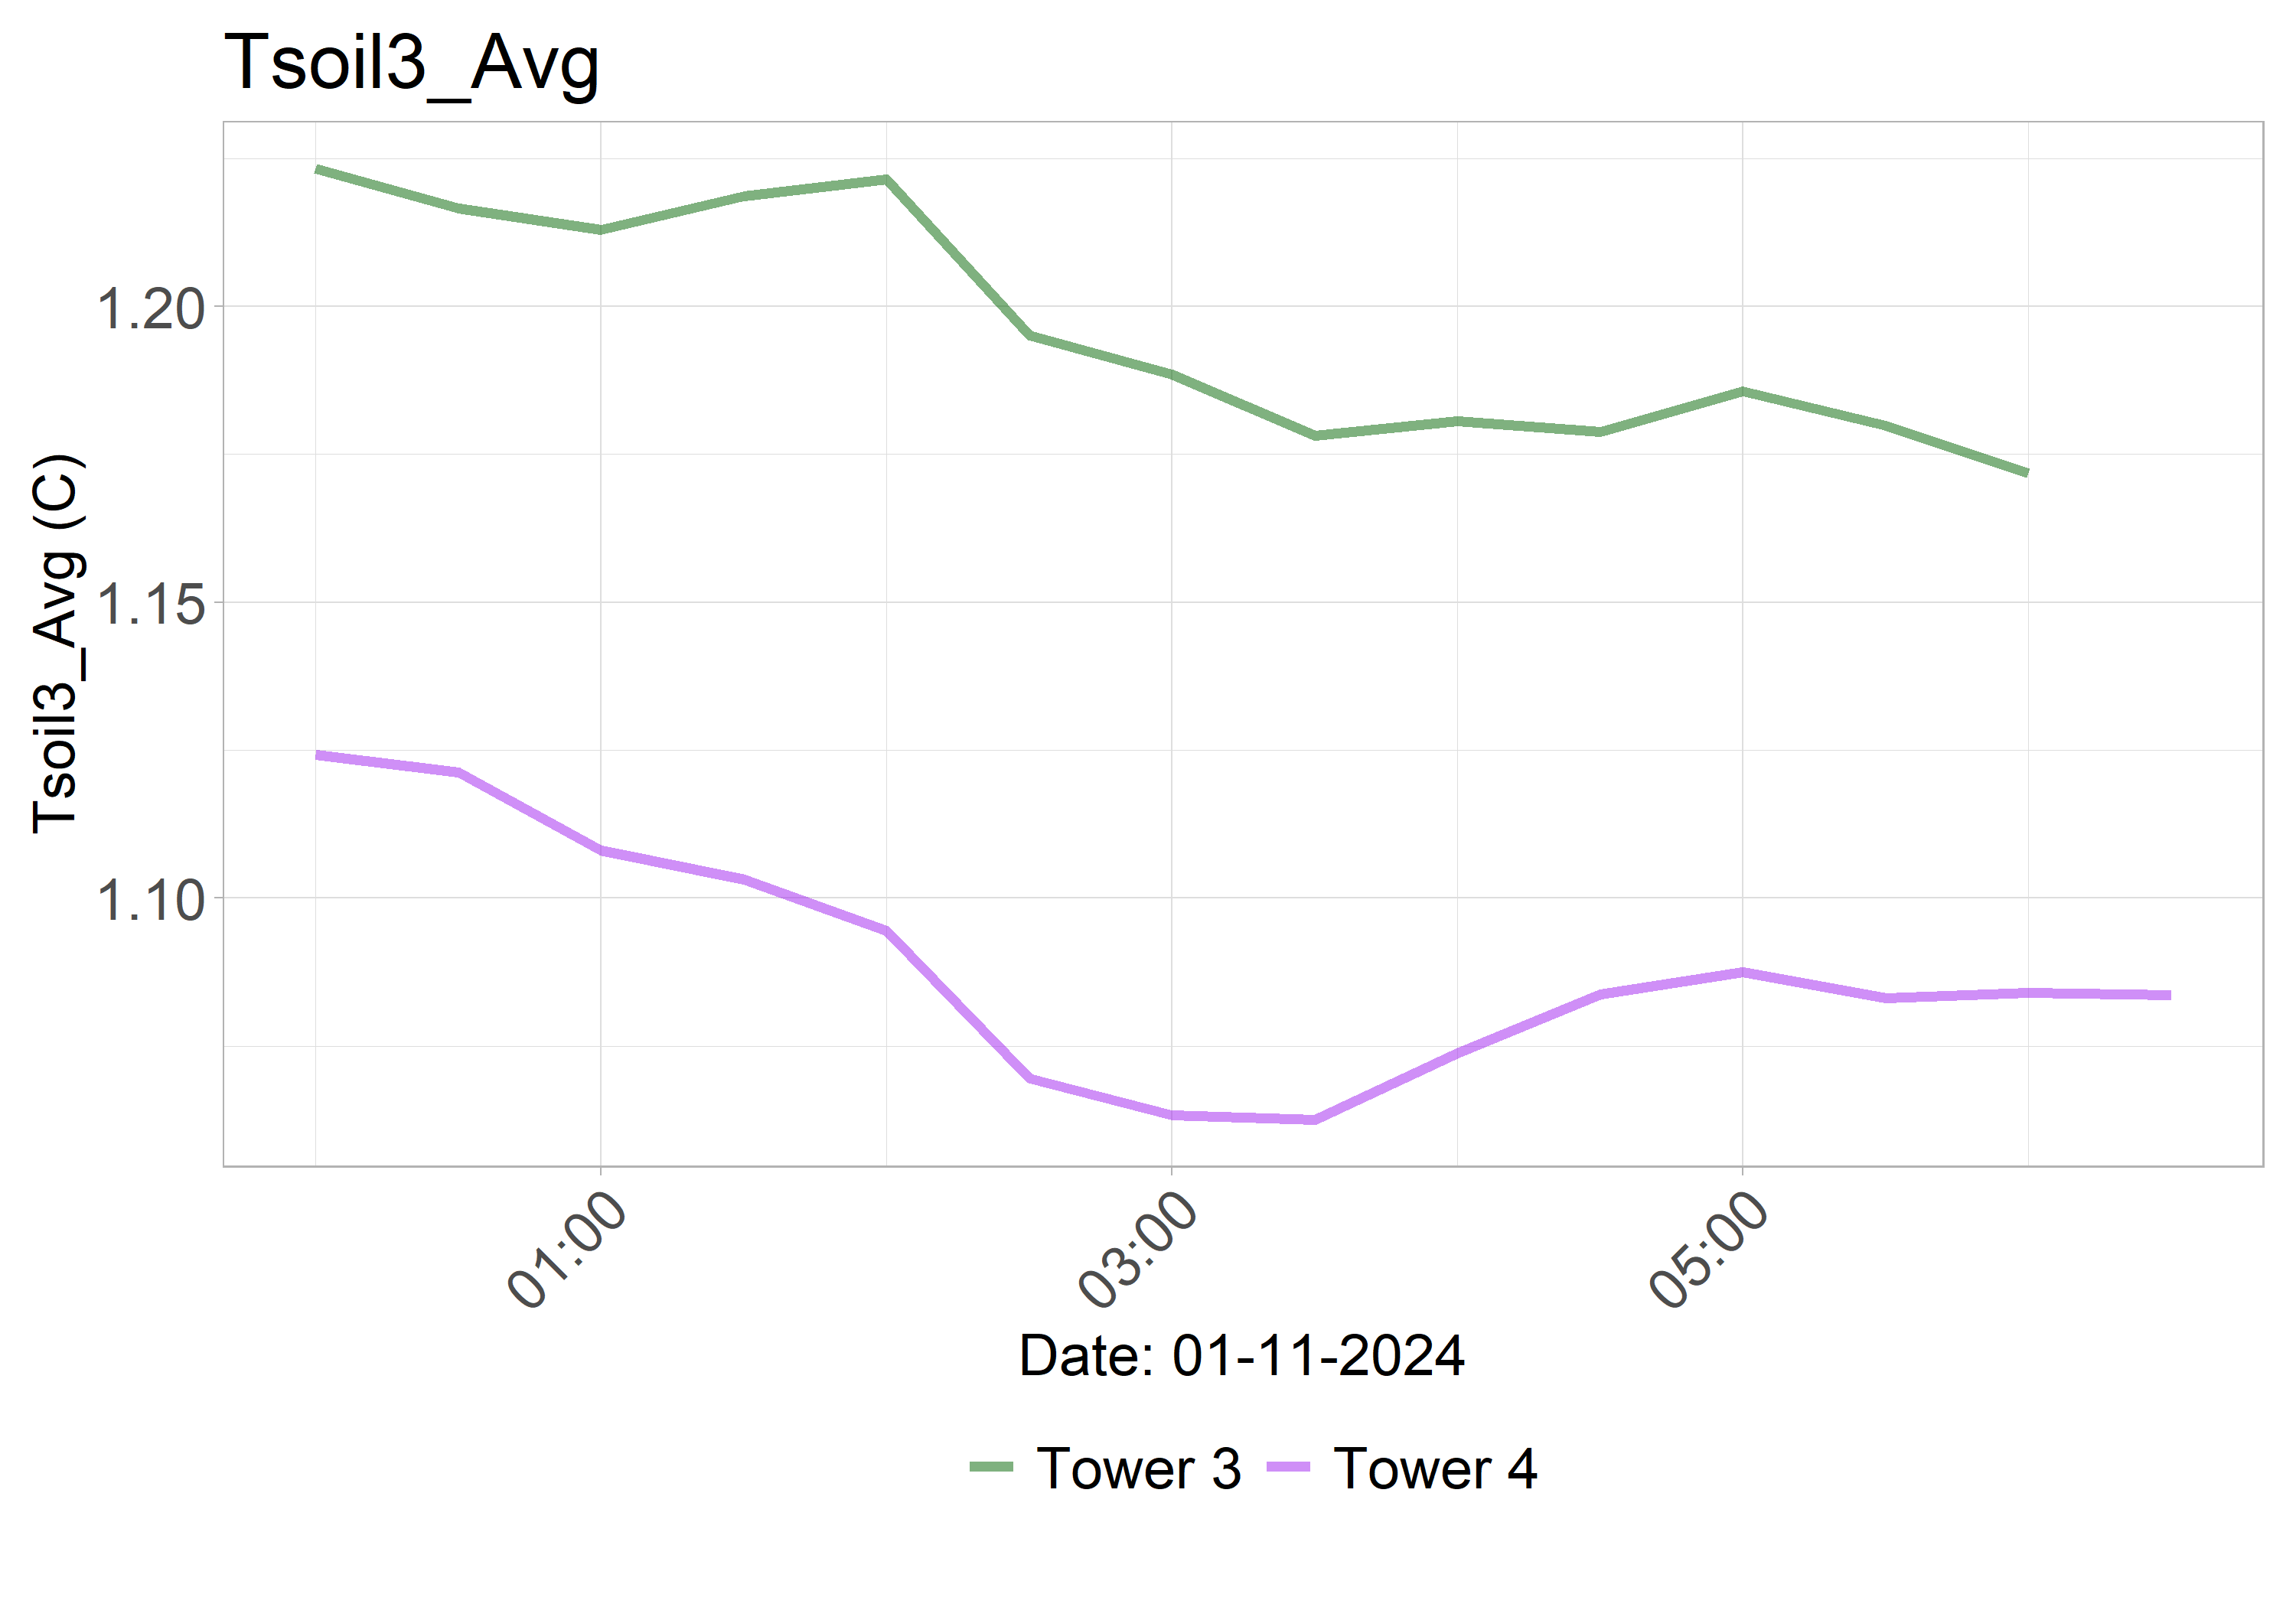 Tsoil3_Avg
Tsoil3_Avg (C)
1.20
1.15
1.10
01:00
03:00
05:00
Date: 01-11-2024
Tower 3
Tower 4